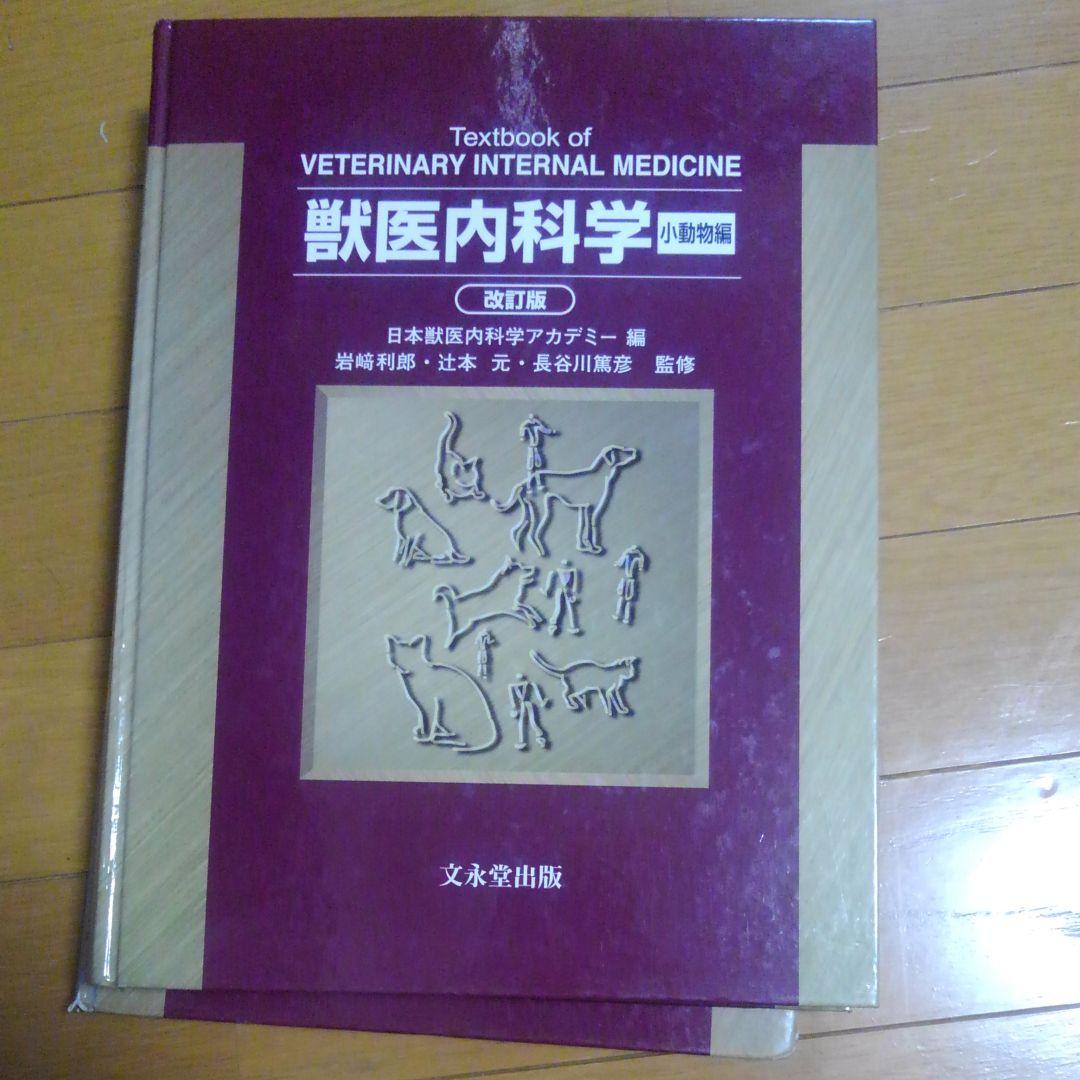 Textbook of
VETERINARY INTERNAL MEDICINE
獣医内科学 小動物編
改訂版
日本獣医内科学アカデミー 編
岩﨑利郎・辻本 元・長谷川篤彦 監修
文永堂出版